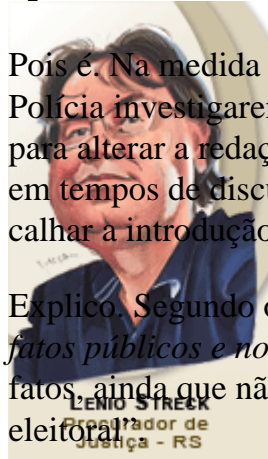 Pois é. Na medida
Polícia investigarei
para alterar a redaç
em tempos de discu
calhar a introdução
Explico. Segundo o
fatos públicos e no
fatos, ainda que nã
eleitoral”.
LENIO STRECK
Procurador de
Justiça - RS